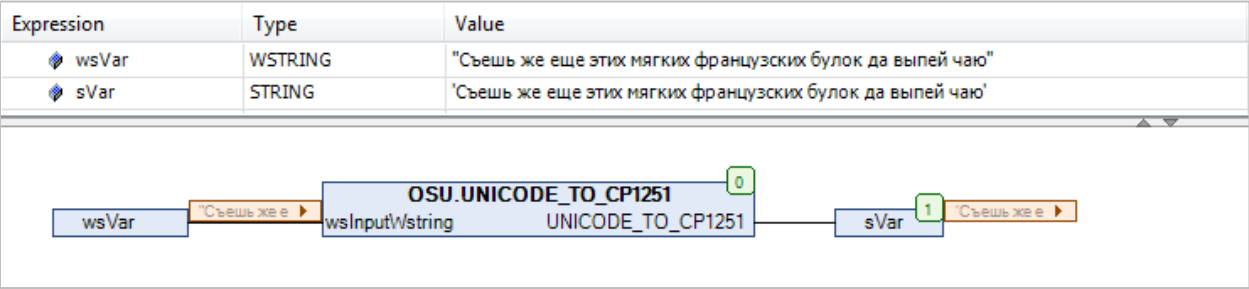 Expression Type Value
wsVar WSTRING "Съешь же еще этих мягких французских булок да выпей чаю"
sVar STRING 'Съешь же еще этих мягких французских булок да выпей чаю'
OSU.UNICODE_TO_CP1251 0
wsVar "Съешь же е wsInputWstring UNICODE_TO_CP1251 sVar 1 'Съешь же е